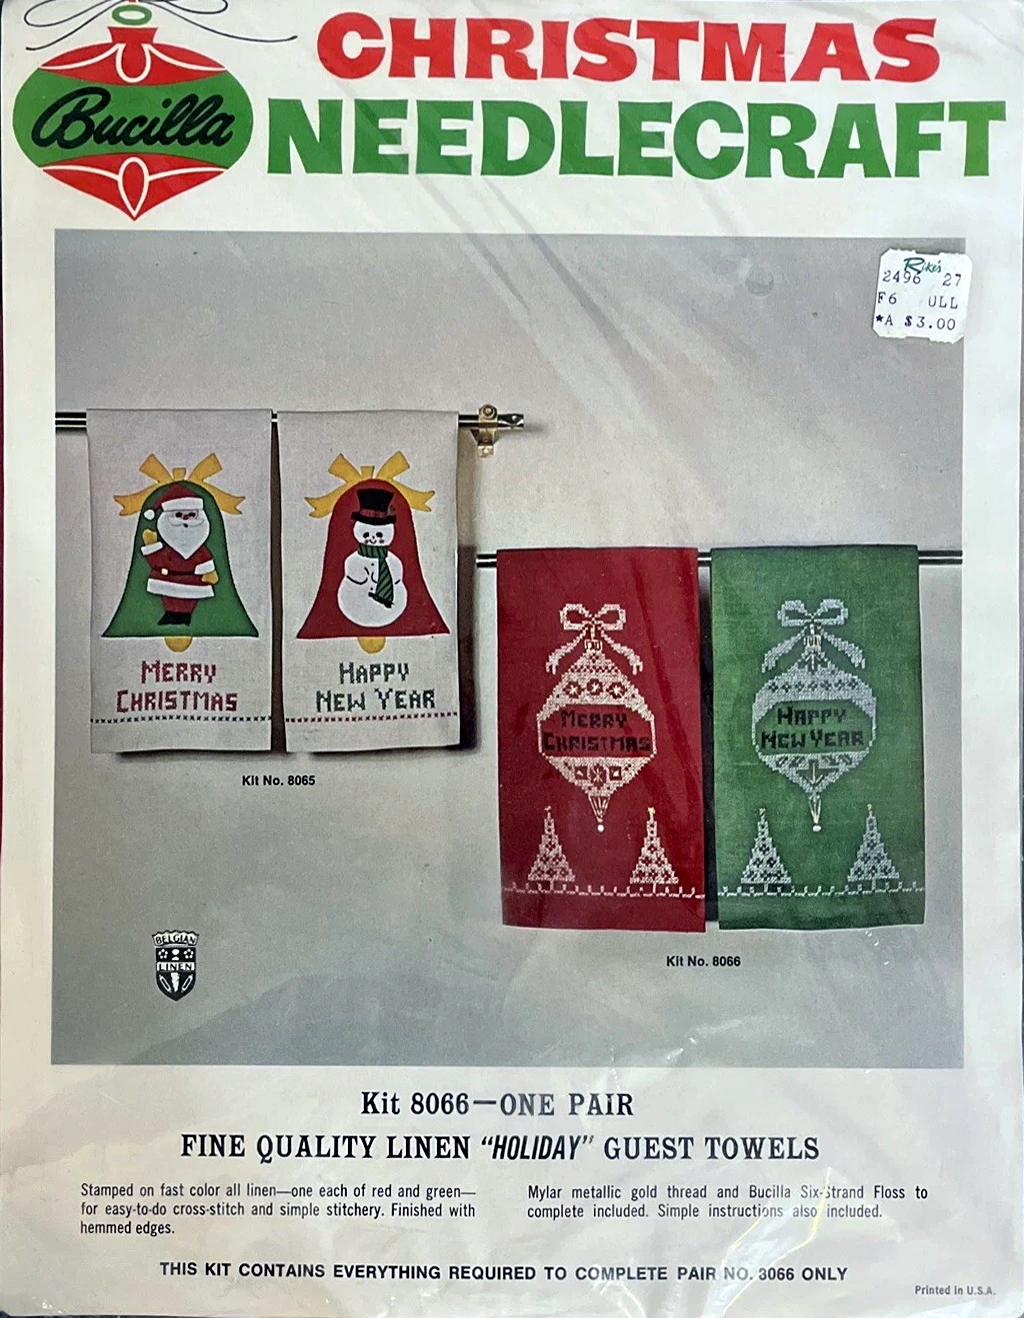 Bucilla
CHRISTMAS
NEEDLECRAFT
Rike's
2496 27
F6 ULL
*A $3.00
MERRY
CHRISTMAS
HAPPY
NEW YEAR
Kit No. 8065
MERRY
CHRISTMAS
HAPPY
NEW YEAR
Kit No. 8066
BELGIAN
LINEN
Kit 8066—ONE PAIR
FINE QUALITY LINEN "HOLIDAY" GUEST TOWELS
Stamped on fast color all linen—one each of red and green—
for easy-to-do cross-stitch and simple stitchery. Finished with
hemmed edges.
Mylar metallic gold thread and Bucilla Six-Strand Floss to
complete included. Simple instructions also included.
THIS KIT CONTAINS EVERYTHING REQUIRED TO COMPLETE PAIR NO. 8066 ONLY
Printed in U.S.A.